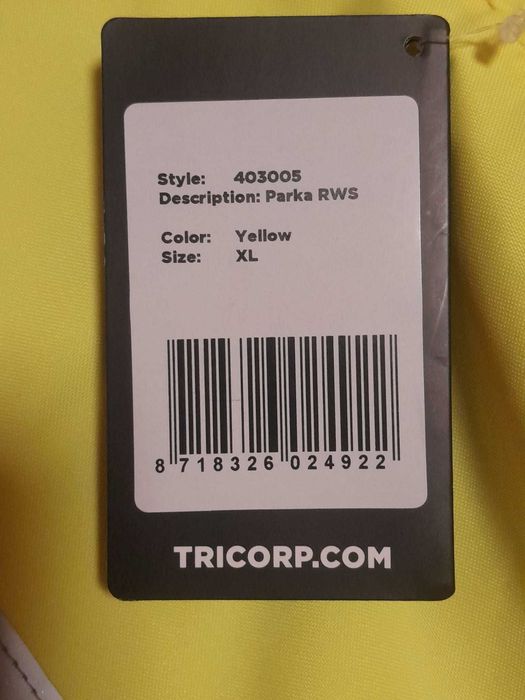 Style: 403005
Description: Parka RWS
Color: Yellow
Size: XL
8 718326 024922
TRICORP.COM